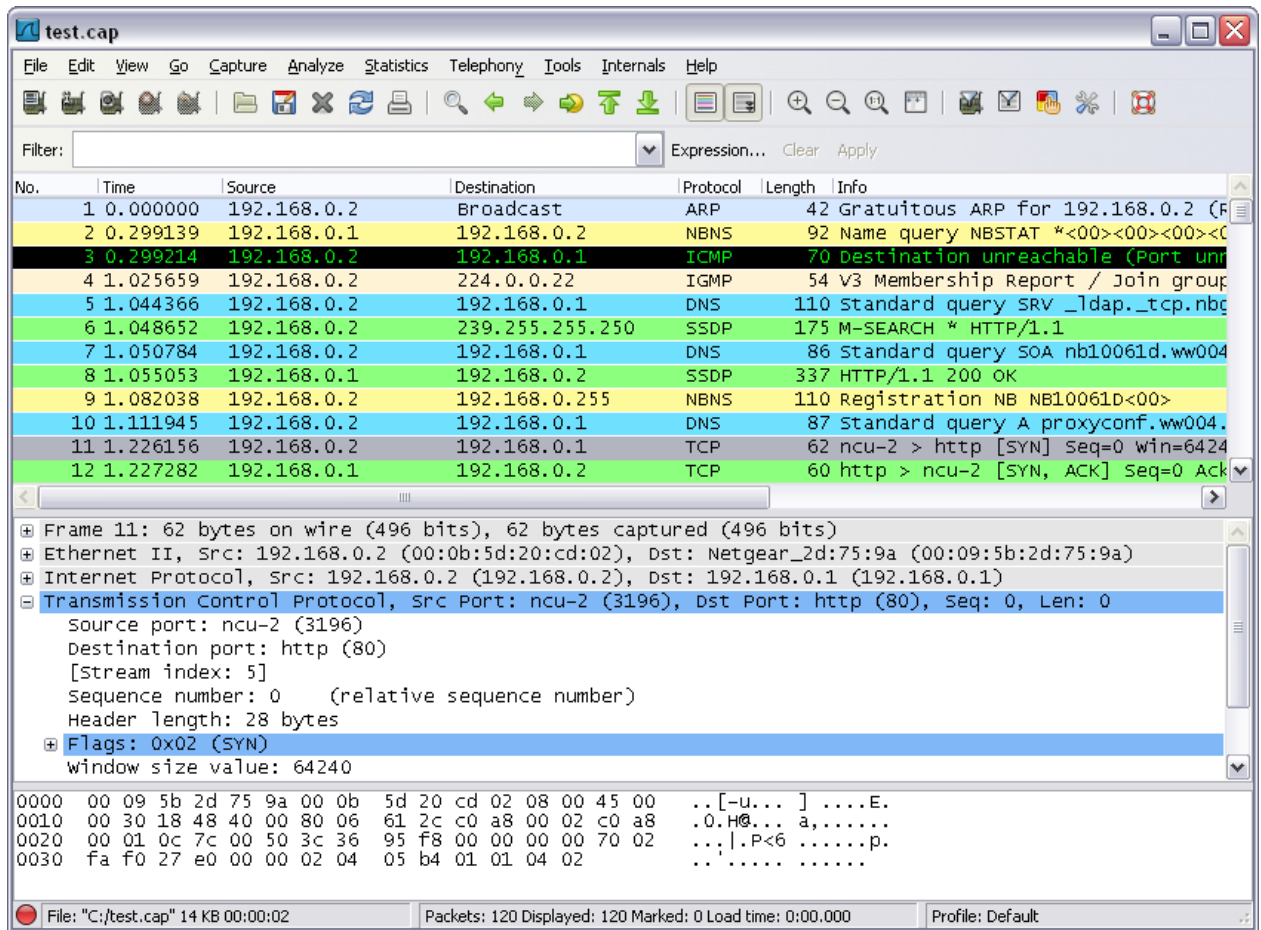 test.cap
File Edit View Go Capture Analyze Statistics Telephony Tools Internals Help
Filter: Expression... Clear Apply
No. Time Source Destination Protocol Length Info
1 0.000000 192.168.0.2 Broadcast ARP 42 Gratuitous ARP for 192.168.0.2 (R
2 0.299139 192.168.0.1 192.168.0.2 NBNS 92 Name query NBSTAT *<00><00><00><0
3 0.299214 192.168.0.2 192.168.0.1 ICMP 70 Destination unreachable (Port unr
4 1.025659 192.168.0.2 224.0.0.22 IGMP 54 V3 Membership Report / Join group
5 1.044366 192.168.0.2 192.168.0.1 DNS 110 Standard query SRV _ldap._tcp.nbg
6 1.048652 192.168.0.2 239.255.255.250 SSDP 175 M-SEARCH * HTTP/1.1
7 1.050784 192.168.0.2 192.168.0.1 DNS 86 Standard query SOA nb10061d.ww004
8 1.055053 192.168.0.1 192.168.0.2 SSDP 337 HTTP/1.1 200 OK
9 1.082038 192.168.0.2 192.168.0.255 NBNS 110 Registration NB NB10061D<00>
10 1.111945 192.168.0.2 192.168.0.1 DNS 87 Standard query A proxyconf.ww004.
11 1.226156 192.168.0.2 192.168.0.1 TCP 62 ncu-2 > http [SYN] Seq=0 Win=6424
12 1.227282 192.168.0.1 192.168.0.2 TCP 60 http > ncu-2 [SYN, ACK] Seq=0 Ack
Frame 11: 62 bytes on wire (496 bits), 62 bytes captured (496 bits)
Ethernet II, Src: 192.168.0.2 (00:0b:5d:20:cd:02), Dst: Netgear_2d:75:9a (00:09:5b:2d:75:9a)
Internet Protocol, Src: 192.168.0.2 (192.168.0.2), Dst: 192.168.0.1 (192.168.0.1)
Transmission Control Protocol, Src Port: ncu-2 (3196), Dst Port: http (80), Seq: 0, Len: 0
Source port: ncu-2 (3196)
Destination port: http (80)
[Stream index: 5]
Sequence number: 0 (relative sequence number)
Header length: 28 bytes
Flags: 0x02 (SYN)
Window size value: 64240
0000 00 09 5b 2d 75 9a 00 0b 5d 20 cd 02 08 00 45 00 ..[-u... ] ....E.
0010 00 30 18 48 40 00 80 06 61 2c c0 a8 00 02 c0 a8 .0.H@... a,......
0020 00 01 0c 7c 00 50 3c 36 95 f8 00 00 00 00 70 02 ...|.P<6 ......p.
0030 fa f0 27 e0 00 00 02 04 05 b4 01 01 04 02 ..'..... ......
File: "C:/test.cap" 14 KB 00:00:02 Packets: 120 Displayed: 120 Marked: 0 Load time: 0:00.000 Profile: Default